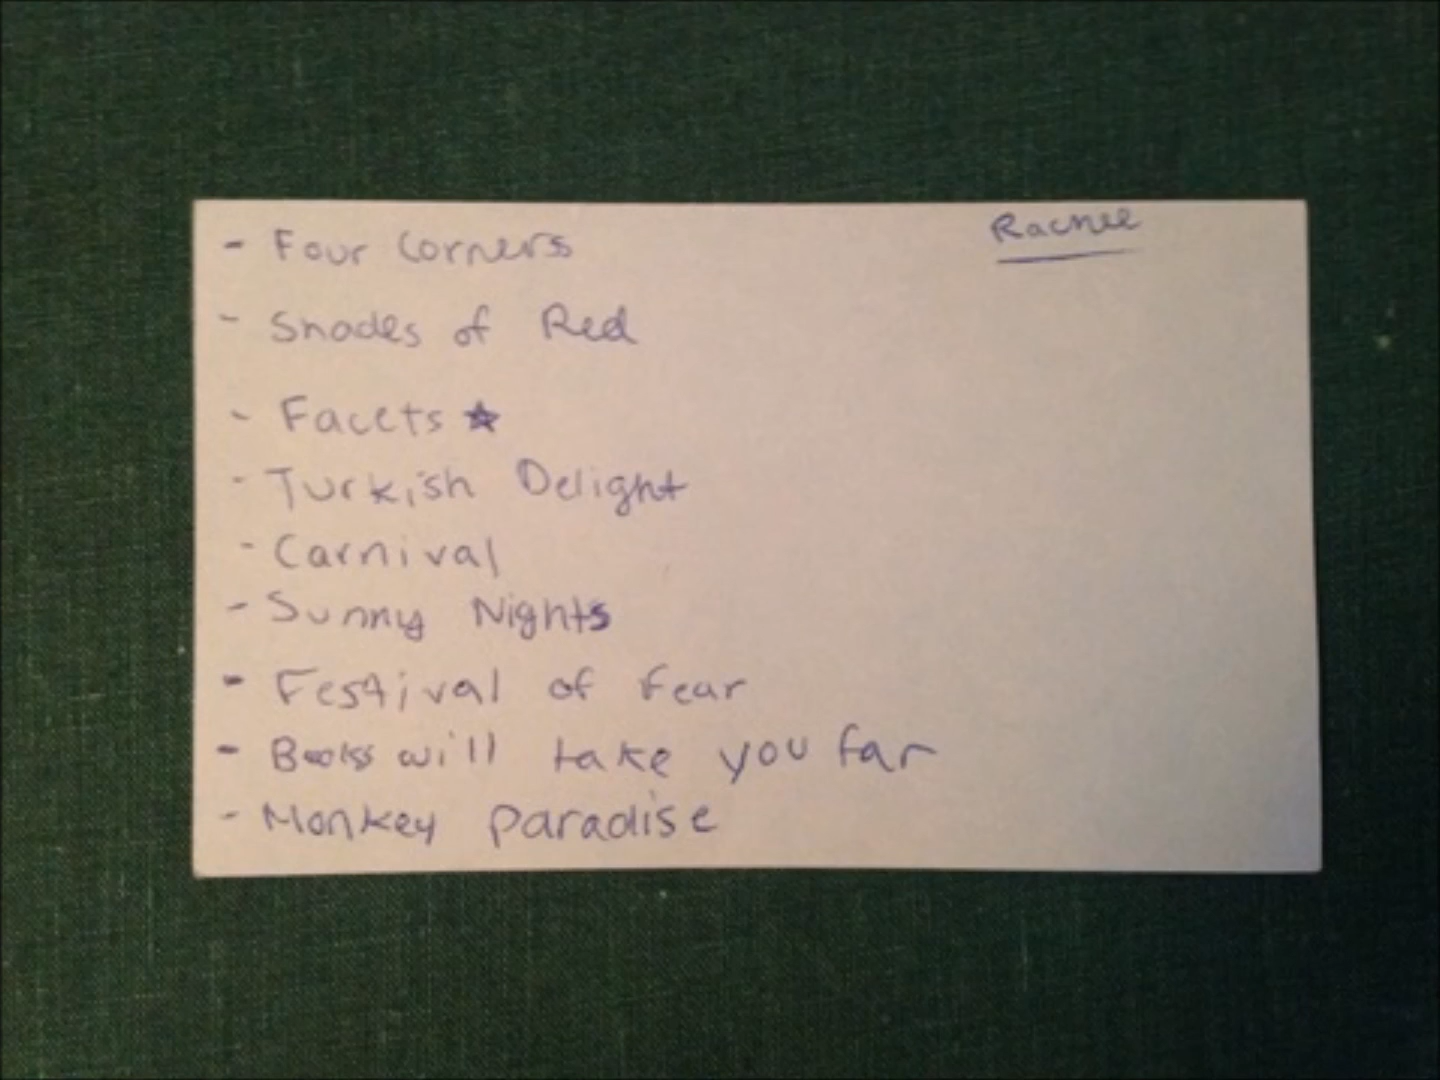 Rachel
- Four Corners
- Shades of Red
- Facets ★
- Turkish Delight
- Carnival
- Sunny Nights
- Festival of fear
- Books will take you far
- Monkey paradise